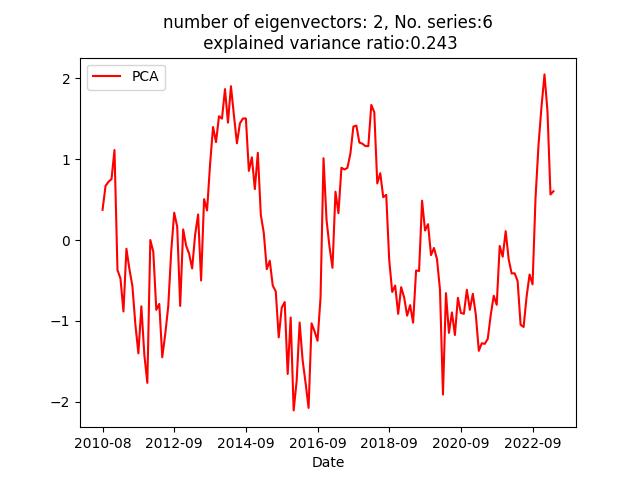 number of eigenvectors: 2, No. series:6
explained variance ratio:0.243
PCA
2
1
0
−1
−2
2010-08 2012-09 2014-09 2016-09 2018-09 2020-09 2022-09
Date